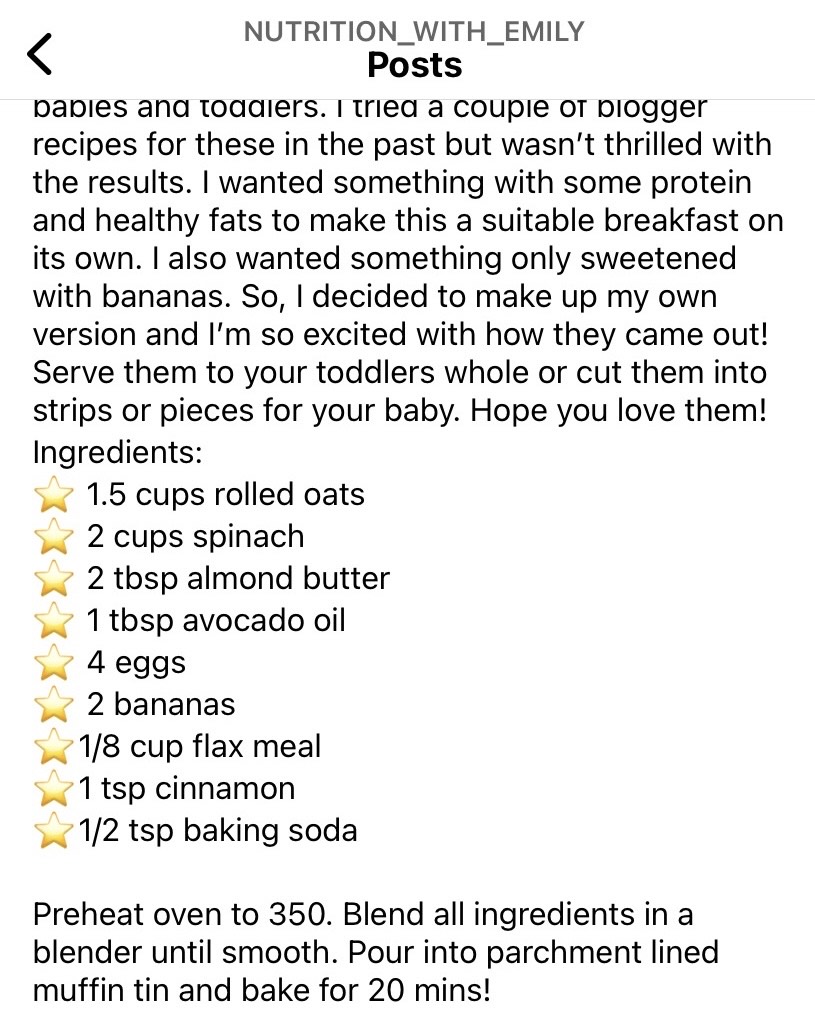 NUTRITION_WITH_EMILY
Posts
babies and toddlers. I tried a couple of blogger
recipes for these in the past but wasn’t thrilled with
the results. I wanted something with some protein
and healthy fats to make this a suitable breakfast on
its own. I also wanted something only sweetened
with bananas. So, I decided to make up my own
version and I’m so excited with how they came out!
Serve them to your toddlers whole or cut them into
strips or pieces for your baby. Hope you love them!
Ingredients:
⭐ 1.5 cups rolled oats
⭐ 2 cups spinach
⭐ 2 tbsp almond butter
⭐ 1 tbsp avocado oil
⭐ 4 eggs
⭐ 2 bananas
⭐1/8 cup flax meal
⭐1 tsp cinnamon
⭐1/2 tsp baking soda
Preheat oven to 350. Blend all ingredients in a
blender until smooth. Pour into parchment lined
muffin tin and bake for 20 mins!